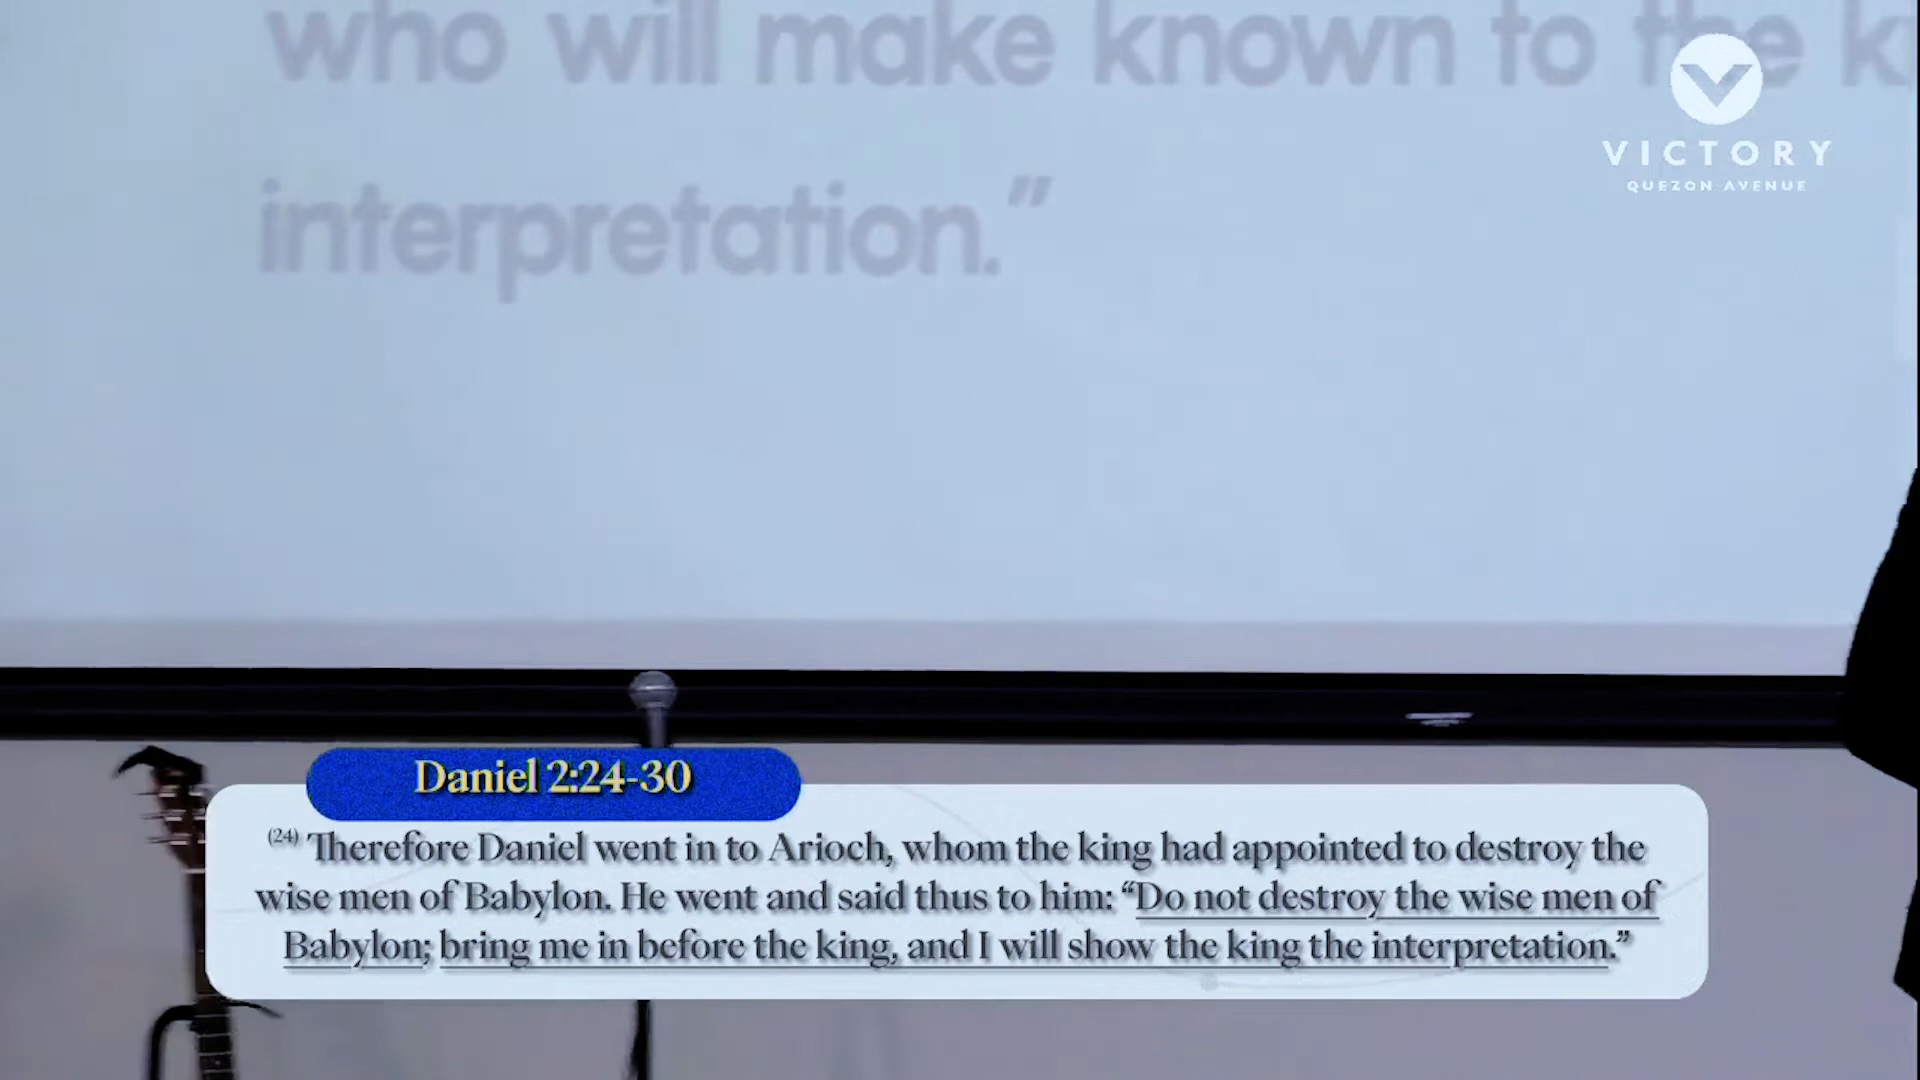 who will make known to the k
interpretation.”
VICTORY
QUEZON AVENUE
Daniel 2:24-30
(24) Therefore Daniel went in to Arioch, whom the king had appointed to destroy the
wise men of Babylon. He went and said thus to him: “Do not destroy the wise men of
Babylon; bring me in before the king, and I will show the king the interpretation.”